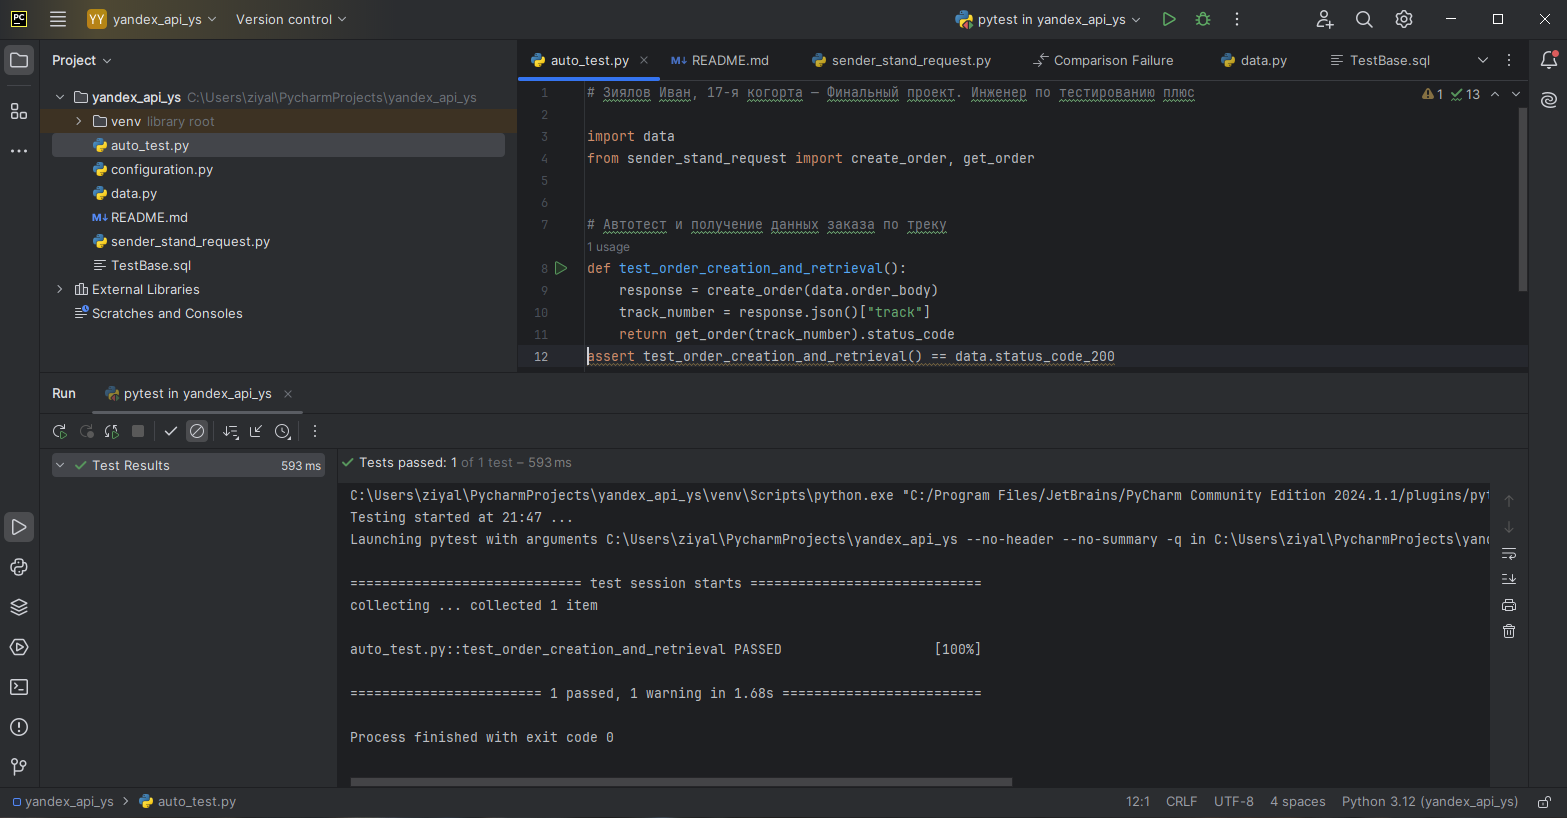 PC
YY yandex_api_ys
Version control
pytest in yandex_api_ys
Project
auto_test.py
README.md
sender_stand_request.py
Comparison Failure
data.py
TestBase.sql
yandex_api_ys C:\Users\ziyal\PycharmProjects\yandex_api_ys
venv library root
auto_test.py
configuration.py
data.py
M↓ README.md
sender_stand_request.py
TestBase.sql
External Libraries
Scratches and Consoles
1 # Зиялов Иван, 17-я когорта — Финальный проект. Инженер по тестированию плюс
1 13
2
3 import data
4 from sender_stand_request import create_order, get_order
5
6
7 # Автотест и получение данных заказа по треку
1 usage
8 def test_order_creation_and_retrieval():
9 response = create_order(data.order_body)
10 track_number = response.json()["track"]
11 return get_order(track_number).status_code
12 assert test_order_creation_and_retrieval() == data.status_code_200
Run
pytest in yandex_api_ys
Test Results 593 ms
Tests passed: 1 of 1 test – 593 ms
C:\Users\ziyal\PycharmProjects\yandex_api_ys\venv\Scripts\python.exe "C:/Program Files/JetBrains/PyCharm Community Edition 2024.1.1/plugins/pyt
Testing started at 21:47 ...
Launching pytest with arguments C:\Users\ziyal\PycharmProjects\yandex_api_ys --no-header --no-summary -q in C:\Users\ziyal\PycharmProjects\yand
============================= test session starts =============================
collecting ... collected 1 item
auto_test.py::test_order_creation_and_retrieval PASSED [100%]
======================== 1 passed, 1 warning in 1.68s =========================
Process finished with exit code 0
yandex_api_ys > auto_test.py
12:1 CRLF UTF-8 4 spaces Python 3.12 (yandex_api_ys)